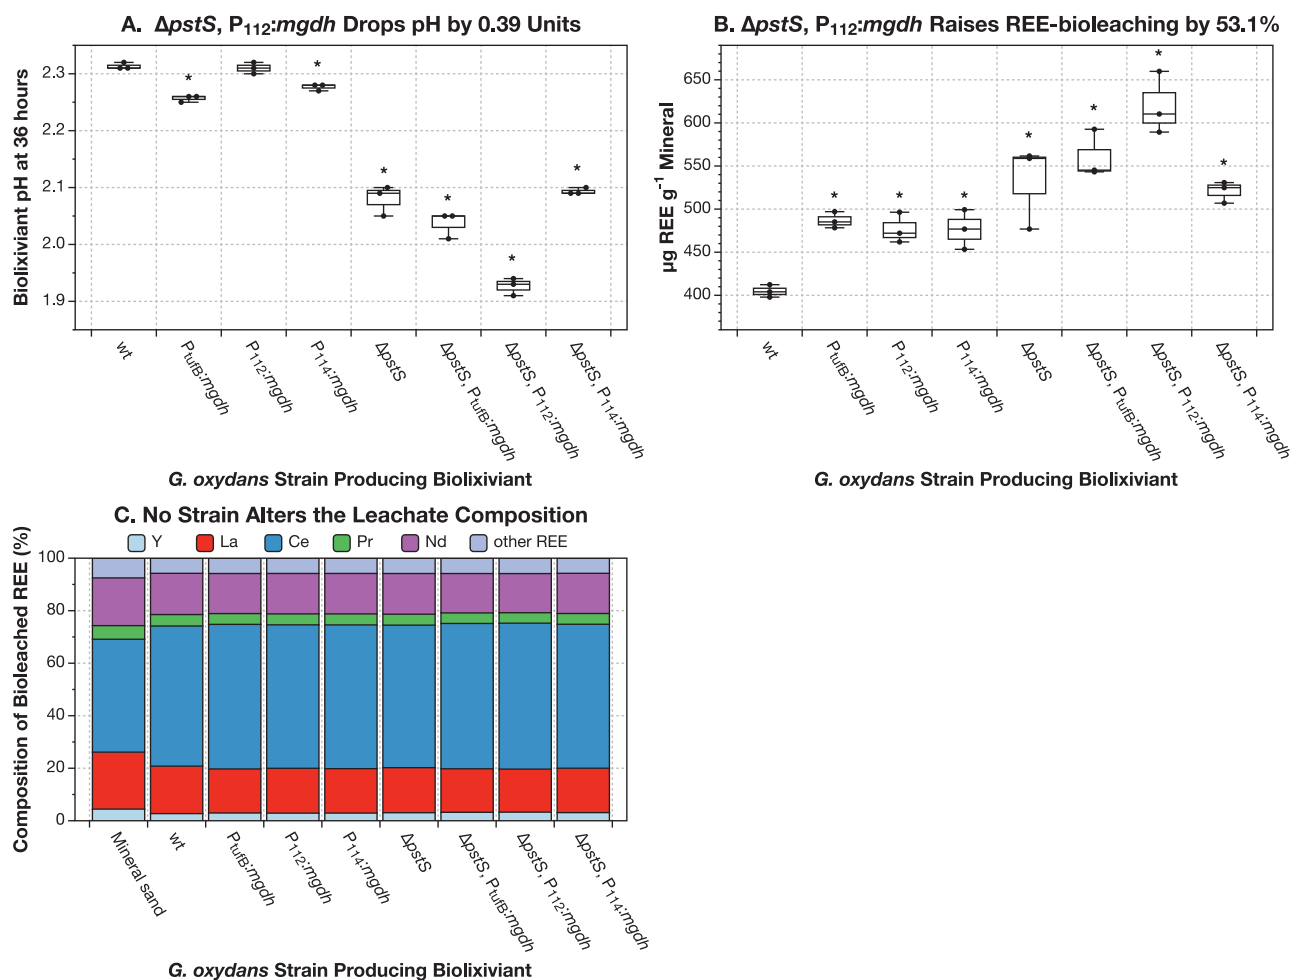 A. ΔpstS, P112:mgdh Drops pH by 0.39 Units
Biolixiviant pH at 36 hours
2.3
2.2
2.1
2.0
1.9
*
*
*
*
*
*
wt
PtufB:mgdh
P112:mgdh
P114:mgdh
ΔpstS
ΔpstS, PtufB:mgdh
ΔpstS, P112:mgdh
ΔpstS, P114:mgdh
G. oxydans Strain Producing Biolixiviant
B. ΔpstS, P112:mgdh Raises REE-bioleaching by 53.1%
µg REE g⁻¹ Mineral
650
600
550
500
450
400
*
*
*
*
*
*
*
wt
PtufB:mgdh
P112:mgdh
P114:mgdh
ΔpstS
ΔpstS, PtufB:mgdh
ΔpstS, P112:mgdh
ΔpstS, P114:mgdh
G. oxydans Strain Producing Biolixiviant
C. No Strain Alters the Leachate Composition
Y La Ce Pr Nd other REE
Composition of Bioleached REE (%)
100
80
60
40
20
0
Mineral sand
wt
PtufB:mgdh
P112:mgdh
P114:mgdh
ΔpstS
ΔpstS, PtufB:mgdh
ΔpstS, P112:mgdh
ΔpstS, P114:mgdh
G. oxydans Strain Producing Biolixiviant